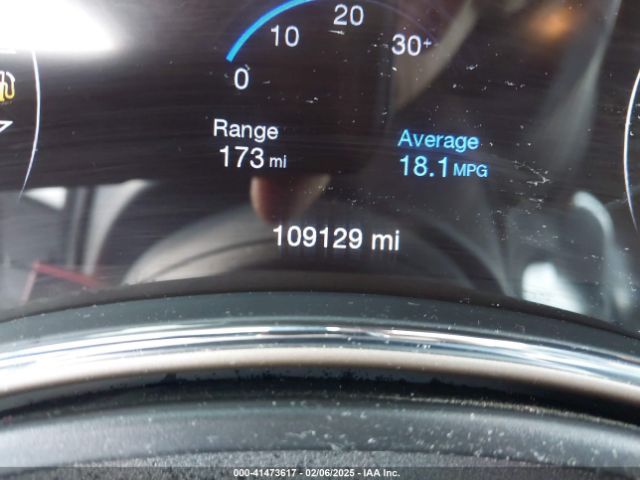 20
10
30+
0
Range
173 mi
Average
18.1 MPG
109129 mi
000-41473617 - 02/06/2025 - IAA Inc.